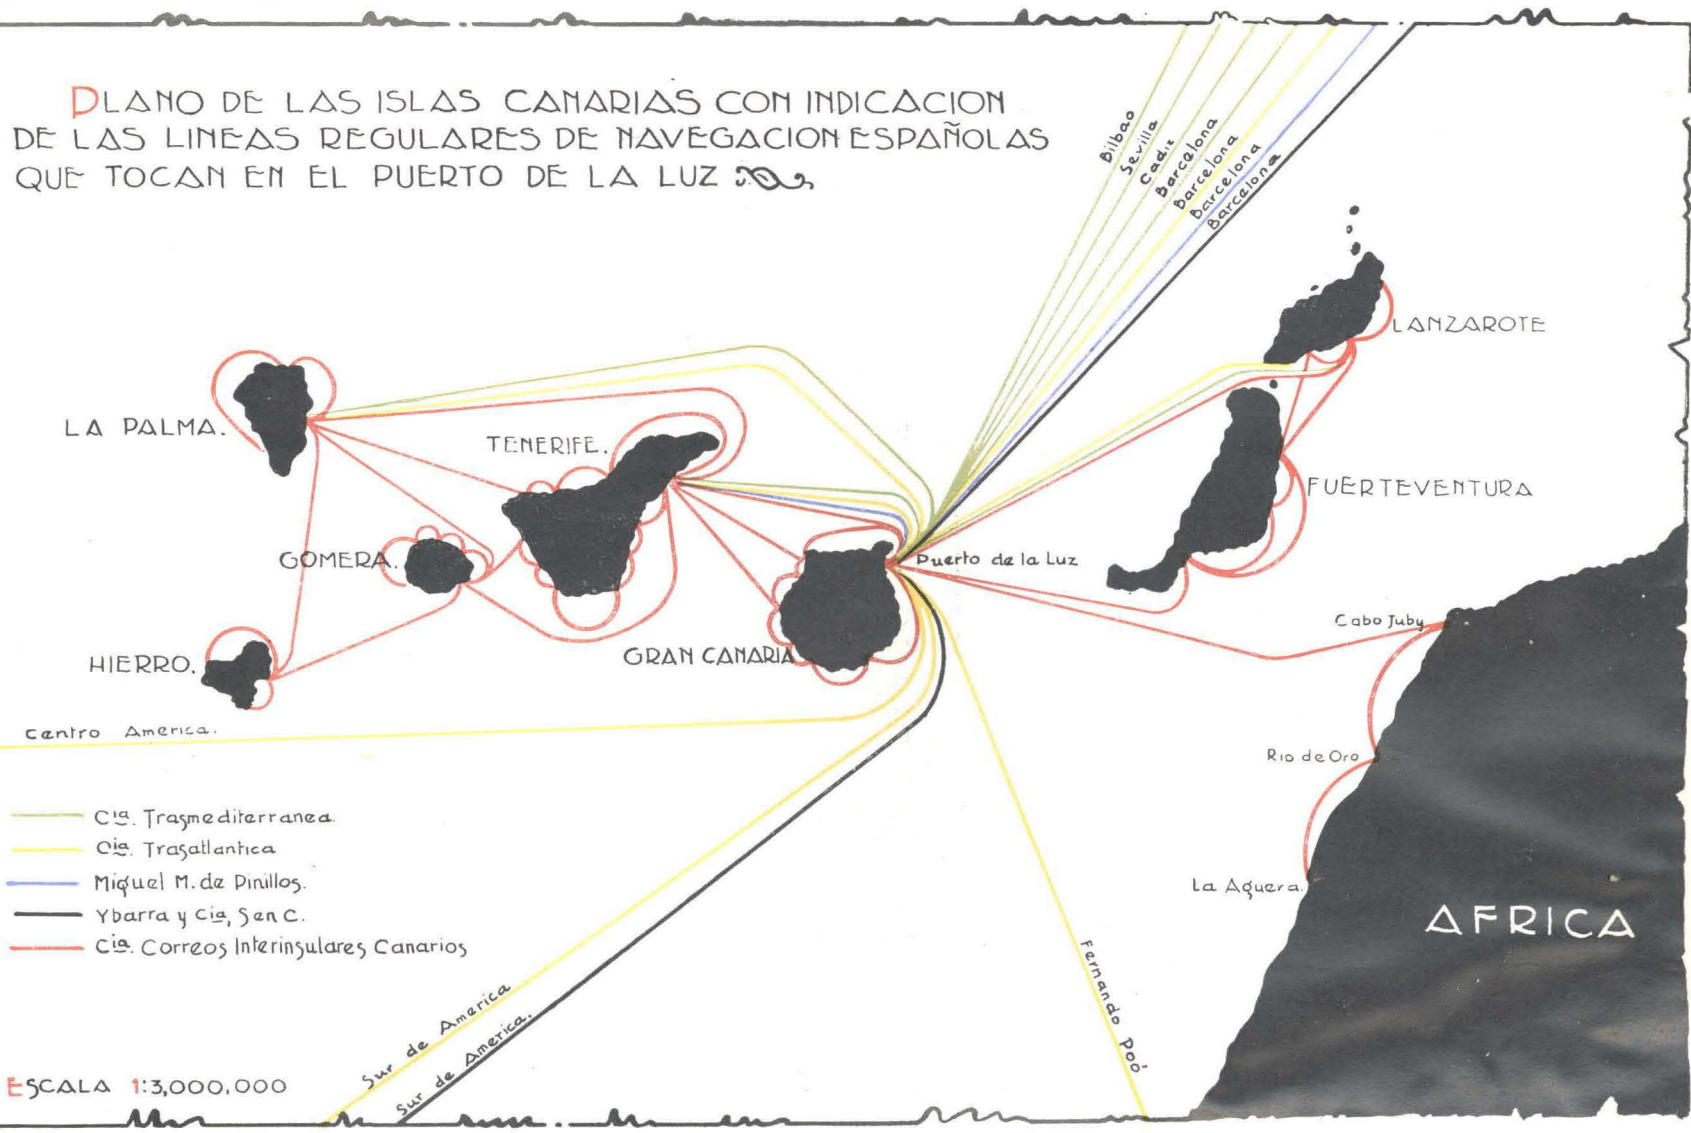 PLANO DE LAS ISLAS CANARIAS CON INDICACION
DE LAS LINEAS REGULARES DE NAVEGACION ESPAÑOLAS
QUE TOCAN EN EL PUERTO DE LA LUZ
Bilbao
Sevilla
Cadiz
Barcelona
Barcelona
Barcelona
Barcelona
LANZAROTE
LA PALMA.
TENERIFE.
FUERTEVENTURA
GOMERA.
Puerto de la Luz
Cabo Juby
HIERRO.
GRAN CANARIA
Centro America.
Rio de Oro
Cia. Trasmediterranea.
Cia. Trasatlantica
Miguel M. de Pinillos.
Ybarra y Cia, S en C.
Cia. Correos Interinsulares Canarios
La Aguera.
AFRICA
Fernando Poó
Sur de America
Sur de America.
ESCALA 1:3,000,000